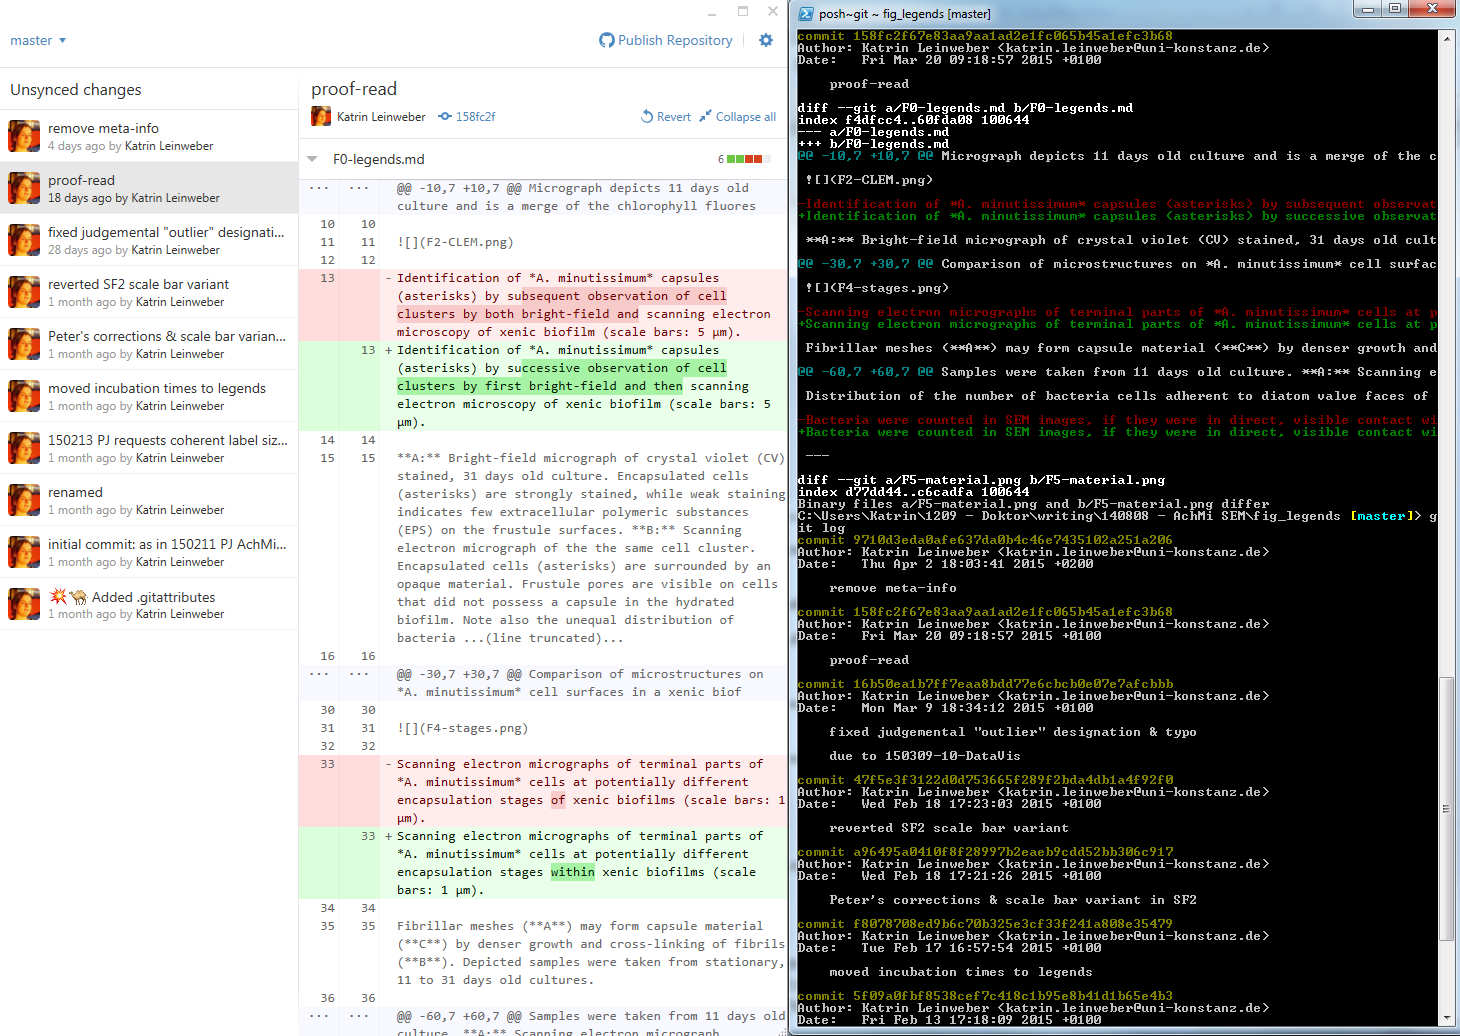 master
Publish Repository
Unsynced changes
remove meta-info
4 days ago by Katrin Leinweber
proof-read
18 days ago by Katrin Leinweber
fixed judgemental "outlier" designati...
28 days ago by Katrin Leinweber
reverted SF2 scale bar variant
1 month ago by Katrin Leinweber
Peter's corrections & scale bar varian...
1 month ago by Katrin Leinweber
moved incubation times to legends
1 month ago by Katrin Leinweber
150213 PJ requests coherent label siz...
1 month ago by Katrin Leinweber
renamed
1 month ago by Katrin Leinweber
initial commit: as in 150211 PJ AchMi...
1 month ago by Katrin Leinweber
💥🐫 Added .gitattributes
1 month ago by Katrin Leinweber
proof-read
Katrin Leinweber 158fc2f Revert Collapse all
F0-legends.md 6
··· ··· @@ -10,7 +10,7 @@ Micrograph depicts 11 days old
culture and is a merge of the chlorophyll fluores
10 10
11 11 ![](F2-CLEM.png)
12 12
13 - Identification of *A. minutissimum* capsules
(asterisks) by subsequent observation of cell
clusters by both bright-field and scanning electron
microscopy of xenic biofilm (scale bars: 5 µm).
13 + Identification of *A. minutissimum* capsules
(asterisks) by successive observation of cell
clusters by first bright-field and then scanning
electron microscopy of xenic biofilm (scale bars: 5
µm).
14 14
15 15 **A:** Bright-field micrograph of crystal violet (CV)
stained, 31 days old culture. Encapsulated cells
(asterisks) are strongly stained, while weak staining
indicates few extracellular polymeric substances
(EPS) on the frustule surfaces. **B:** Scanning
electron micrograph of the the same cell cluster.
Encapsulated cells (asterisks) are surrounded by an
opaque material. Frustule pores are visible on cells
that did not possess a capsule in the hydrated
biofilm. Note also the unequal distribution of
bacteria ...(line truncated)...
16 16
··· ··· @@ -30,7 +30,7 @@ Comparison of microstructures on
*A. minutissimum* cell surfaces in a xenic biof
30 30
31 31 ![](F4-stages.png)
32 32
33 - Scanning electron micrographs of terminal parts of
*A. minutissimum* cells at potentially different
encapsulation stages of xenic biofilms (scale bars: 1
µm).
33 + Scanning electron micrographs of terminal parts of
*A. minutissimum* cells at potentially different
encapsulation stages within xenic biofilms (scale
bars: 1 µm).
34 34
35 35 Fibrillar meshes (**A**) may form capsule material
(**C**) by denser growth and cross-linking of fibrils
(**B**). Depicted samples were taken from stationary,
11 to 31 days old cultures.
36 36
··· ··· @@ -60,7 +60,7 @@ Samples were taken from 11 days old
culture. **A:** Scanning electron micrograph
posh~git ~ fig_legends [master]
commit 158fc2f67e83aa9aa1ad2e1fc065b45a1efc3b68
Author: Katrin Leinweber <katrin.leinweber@uni-konstanz.de>
Date: Fri Mar 20 09:18:57 2015 +0100
proof-read
diff --git a/F0-legends.md b/F0-legends.md
index f4dfcc4..60fda08 100644
--- a/F0-legends.md
+++ b/F0-legends.md
@@ -10,7 +10,7 @@ Micrograph depicts 11 days old culture and is a merge of the c
![](F2-CLEM.png)
-Identification of *A. minutissimum* capsules (asterisks) by subsequent observat
+Identification of *A. minutissimum* capsules (asterisks) by successive observat
**A:** Bright-field micrograph of crystal violet (CV) stained, 31 days old cult
@@ -30,7 +30,7 @@ Comparison of microstructures on *A. minutissimum* cell surfac
![](F4-stages.png)
-Scanning electron micrographs of terminal parts of *A. minutissimum* cells at p
+Scanning electron micrographs of terminal parts of *A. minutissimum* cells at p
Fibrillar meshes (**A**) may form capsule material (**C**) by denser growth and
@@ -60,7 +60,7 @@ Samples were taken from 11 days old culture. **A:** Scanning e
Distribution of the number of bacteria cells adherent to diatom valve faces of
-Bacteria were counted in SEM images, if they were in direct, visible contact wi
+Bacteria were counted in SEM images, if they were in direct, visible contact wi
---
diff --git a/F5-material.png b/F5-material.png
index d77dd44..c6cadfa 100644
Binary files a/F5-material.png and b/F5-material.png differ
C:\Users\Katrin\1209 - Doktor\writing\140808 - AchMi SEM\fig_legends [master]> g
it log
commit 9710d3eda0afe637da0b4c46e7435102a251a206
Author: Katrin Leinweber <katrin.leinweber@uni-konstanz.de>
Date: Thu Apr 2 18:03:41 2015 +0200
remove meta-info
commit 158fc2f67e83aa9aa1ad2e1fc065b45a1efc3b68
Author: Katrin Leinweber <katrin.leinweber@uni-konstanz.de>
Date: Fri Mar 20 09:18:57 2015 +0100
proof-read
commit 16b50ea1b7ff7eaa8bdd77e6cbcb0e07e7afcbbb
Author: Katrin Leinweber <katrin.leinweber@uni-konstanz.de>
Date: Mon Mar 9 18:34:12 2015 +0100
fixed judgemental "outlier" designation & typo
due to 150309-10-DataVis
commit 47f5e3f3122d0d753665f289f2bda4db1a4f92f0
Author: Katrin Leinweber <katrin.leinweber@uni-konstanz.de>
Date: Wed Feb 18 17:23:03 2015 +0100
reverted SF2 scale bar variant
commit a96495a0410f8f28997b2eaeb9cdd52bb306c917
Author: Katrin Leinweber <katrin.leinweber@uni-konstanz.de>
Date: Wed Feb 18 17:21:26 2015 +0100
Peter's corrections & scale bar variant in SF2
commit f8078708ed9b6c70b325e3cf33f241a808e35479
Author: Katrin Leinweber <katrin.leinweber@uni-konstanz.de>
Date: Tue Feb 17 16:57:54 2015 +0100
moved incubation times to legends
commit 5f09a0fbf8538cef7c418c1b95e8b41d1b65e4b3
Author: Katrin Leinweber <katrin.leinweber@uni-konstanz.de>
Date: Fri Feb 13 17:18:09 2015 +0100